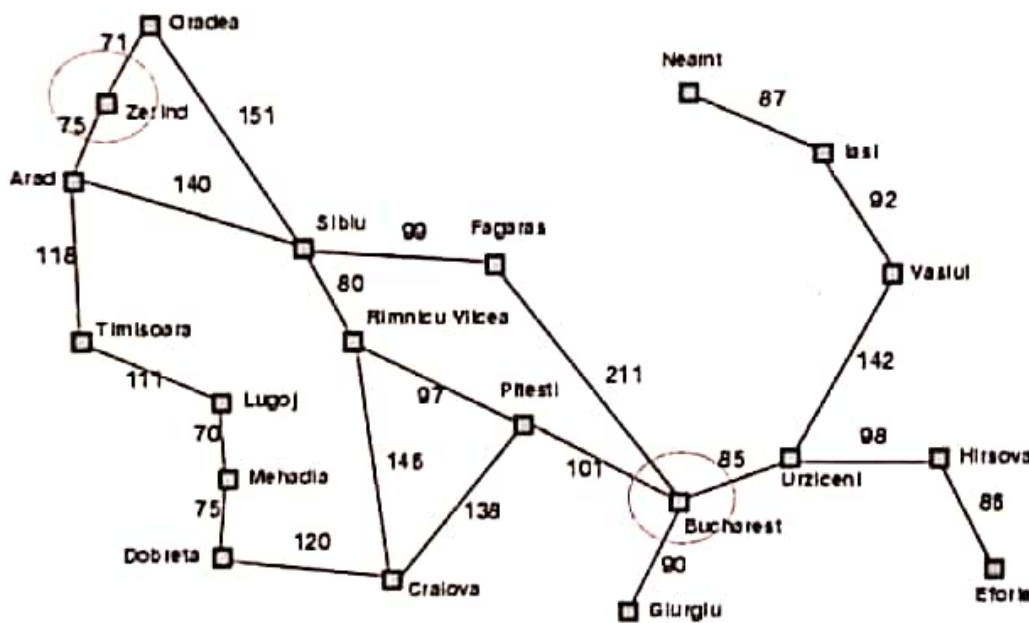 Oradea
71
Neamt
87
Zerind
75
151
Iasi
Arad
140
92
Sibiu
99
Fagaras
118
80
Vaslui
Timisoara
Rimnicu Vilcea
142
111
211
Lugoj
97
Pitesti
70
98
Hirsova
146
85
Mehadia
101
Urziceni
138
86
75
Bucharest
120
90
Dobreta
Craiova
Eforie
Giurgiu